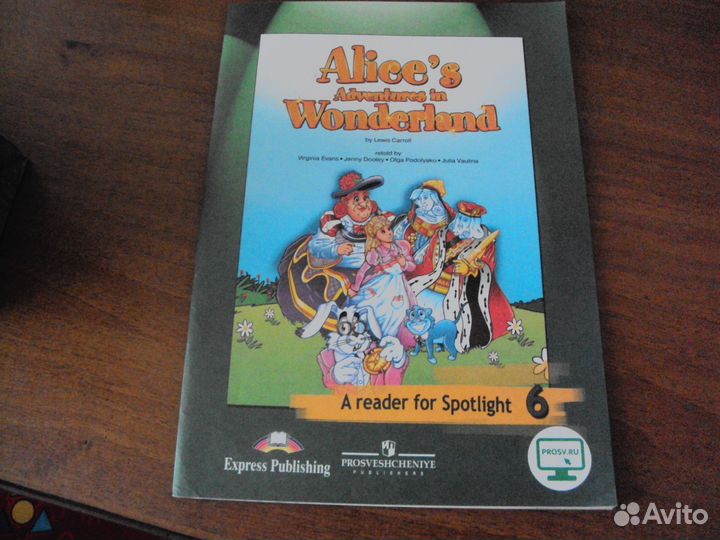 Alice's
Adventures in
Wonderland
by Lewis Carroll
retold by
Virginia Evans • Jenny Dooley • Olga Podolyako • Julia Vaulina
A reader for Spotlight 6
Express Publishing
PROSVESHCHENIYE
PUBLISHERS
PROSV.RU
Avito